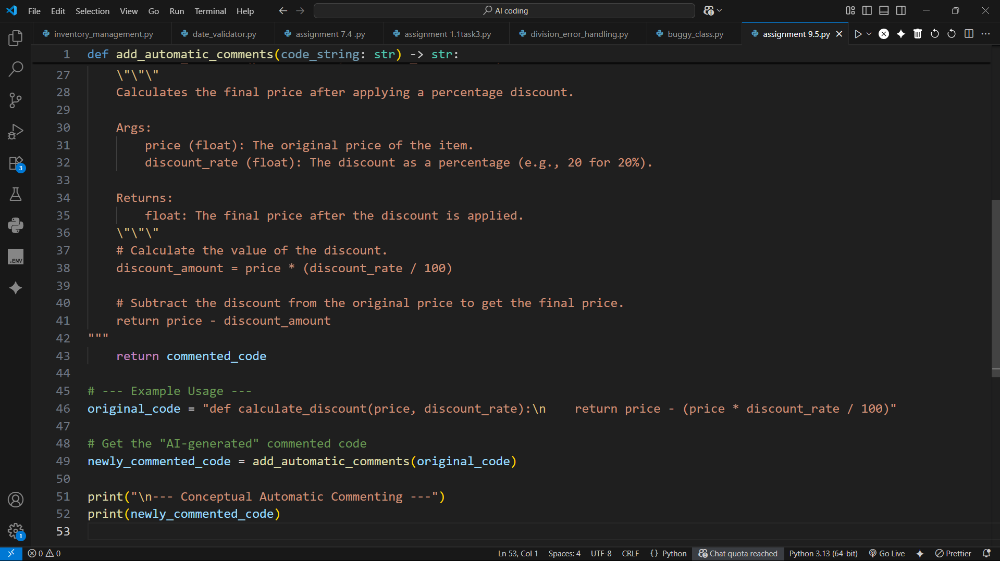 File Edit Selection View Go Run Terminal Help AI coding
inventory_management.py date_validator.py assignment 7.4 .py assignment 1.1task3.py division_error_handling.py buggy_class.py assignment 9.5.py
1 def add_automatic_comments(code_string: str) -> str:
27 \"\"\"
28 Calculates the final price after applying a percentage discount.
29
30 Args:
31 price (float): The original price of the item.
32 discount_rate (float): The discount as a percentage (e.g., 20 for 20%).
33
34 Returns:
35 float: The final price after the discount is applied.
36 \"\"\"
37 # Calculate the value of the discount.
38 discount_amount = price * (discount_rate / 100)
39
40 # Subtract the discount from the original price to get the final price.
41 return price - discount_amount
42 """
43 return commented_code
44
45 # --- Example Usage ---
46 original_code = "def calculate_discount(price, discount_rate):\n    return price - (price * discount_rate / 100)"
47
48 # Get the "AI-generated" commented code
49 newly_commented_code = add_automatic_comments(original_code)
50
51 print("\n--- Conceptual Automatic Commenting ---")
52 print(newly_commented_code)
53
3
.ENV
1
0 0 Ln 53, Col 1 Spaces: 4 UTF-8 CRLF {} Python Chat quota reached Python 3.13 (64-bit) Go Live Prettier